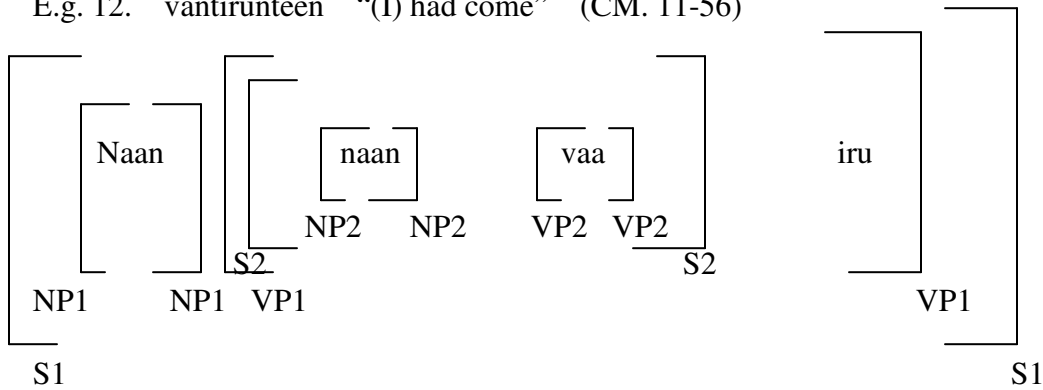 E.g. 12. vantirunteen “(I) had come” (CM. 11-56)
Naan naan vaa iru
NP2 NP2 VP2 VP2
S2 S2
NP1 NP1 VP1 VP1
S1 S1